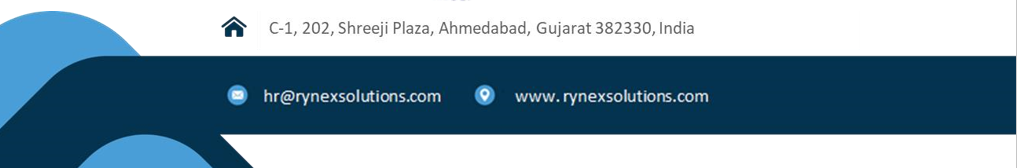 C-1, 202, Shreeji Plaza, Ahmedabad, Gujarat 382330, India
hr@rynexsolutions.com www. rynexsolutions.com